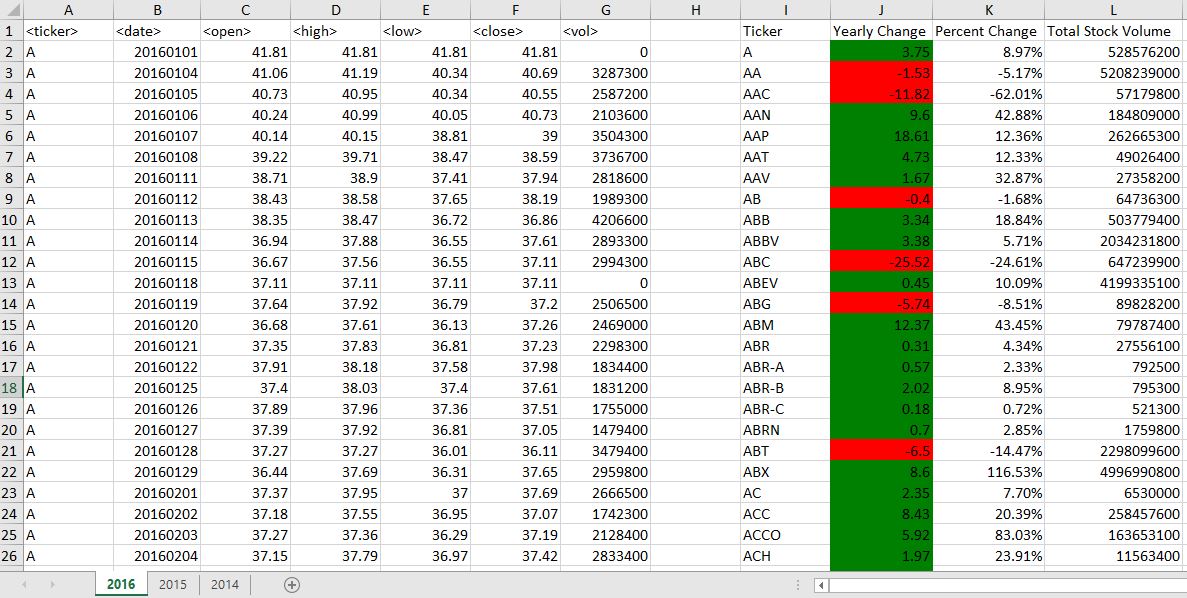 A B C D E F G H I J K L
1 <ticker> <date> <open> <high> <low> <close> <vol> Ticker Yearly Change Percent Change Total Stock Volume
2 A 20160101 41.81 41.81 41.81 41.81 0 A 3.75 8.97% 528576200
3 A 20160104 41.06 41.19 40.34 40.69 3287300 AA -1.53 -5.17% 5208239000
4 A 20160105 40.73 40.95 40.34 40.55 2587200 AAC -11.82 -62.01% 57179800
5 A 20160106 40.24 40.99 40.05 40.73 2103600 AAN 9.6 42.88% 184809000
6 A 20160107 40.14 40.15 38.81 39 3504300 AAP 18.61 12.36% 262665300
7 A 20160108 39.22 39.71 38.47 38.59 3736700 AAT 4.73 12.33% 49026400
8 A 20160111 38.71 38.9 37.41 37.94 2818600 AAV 1.67 32.87% 27358200
9 A 20160112 38.43 38.58 37.65 38.19 1989300 AB -0.4 -1.68% 64736300
10 A 20160113 38.35 38.47 36.72 36.86 4206600 ABB 3.34 18.84% 503779400
11 A 20160114 36.94 37.88 36.55 37.61 2893300 ABBV 3.38 5.71% 2034231800
12 A 20160115 36.67 37.56 36.55 37.11 2994300 ABC -25.52 -24.61% 647239900
13 A 20160118 37.11 37.11 37.11 37.11 0 ABEV 0.45 10.09% 4199335100
14 A 20160119 37.64 37.92 36.79 37.2 2506500 ABG -5.74 -8.51% 89828200
15 A 20160120 36.68 37.61 36.13 37.26 2469000 ABM 12.37 43.45% 79787400
16 A 20160121 37.35 37.83 36.81 37.23 2298300 ABR 0.31 4.34% 27556100
17 A 20160122 37.91 38.18 37.58 37.98 1834400 ABR-A 0.57 2.33% 792500
18 A 20160125 37.4 38.03 37.4 37.61 1831200 ABR-B 2.02 8.95% 795300
19 A 20160126 37.89 37.96 37.36 37.51 1755000 ABR-C 0.18 0.72% 521300
20 A 20160127 37.39 37.92 36.81 37.05 1479400 ABRN 0.7 2.85% 1759800
21 A 20160128 37.27 37.27 36.01 36.11 3479400 ABT -6.5 -14.47% 2298099600
22 A 20160129 36.44 37.69 36.31 37.65 2959800 ABX 8.6 116.53% 4996990800
23 A 20160201 37.37 37.95 37 37.69 2666500 AC 2.35 7.70% 6530000
24 A 20160202 37.18 37.55 36.95 37.07 1742300 ACC 8.43 20.39% 258457600
25 A 20160203 37.27 37.36 36.29 37.19 2128400 ACCO 5.92 83.03% 163653100
26 A 20160204 37.15 37.79 36.97 37.42 2833400 ACH 1.97 23.91% 11563400
2016 2015 2014